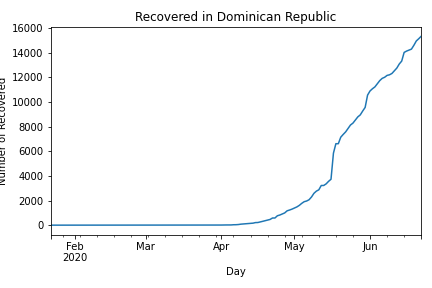 Recovered in Dominican Republic
16000
14000
12000
10000
8000
6000
4000
2000
0
Number of Recovered
Feb
2020
Mar
Apr
May
Jun
Day